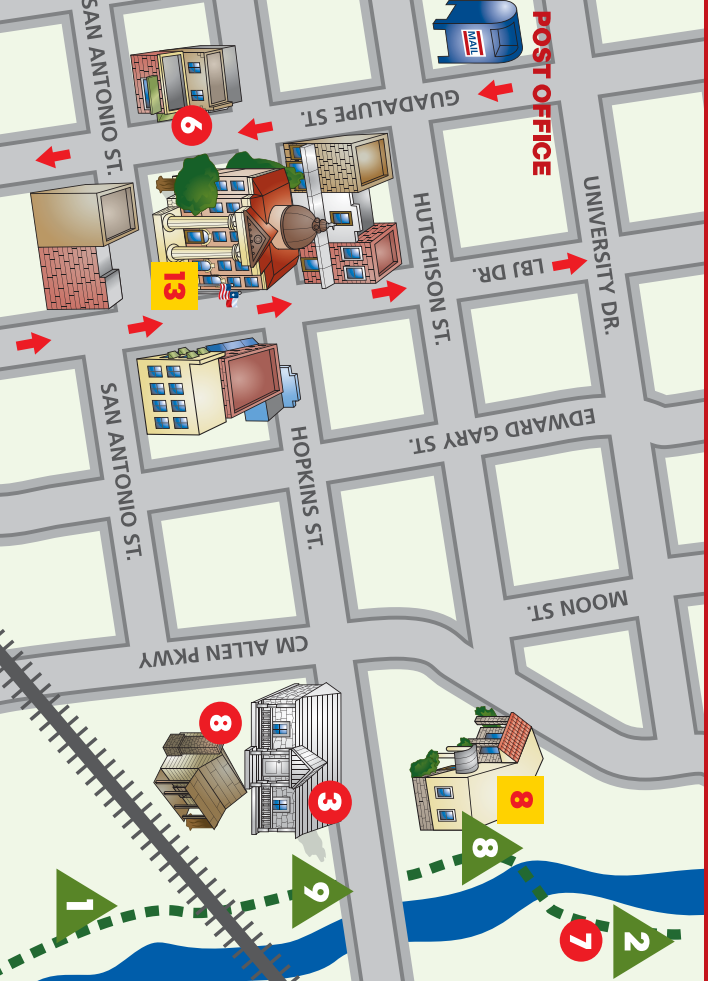 POST OFFICE
UNIVERSITY DR.
MOON ST.
2
7
LBJ DR.
EDWARD GARY ST.
8
8
GUADALUPE ST.
MAIL
HUTCHISON ST.
HOPKINS ST.
3
9
CM ALLEN PKWY
8
6
13
SAN ANTONIO ST.
SAN ANTONIO ST.
1